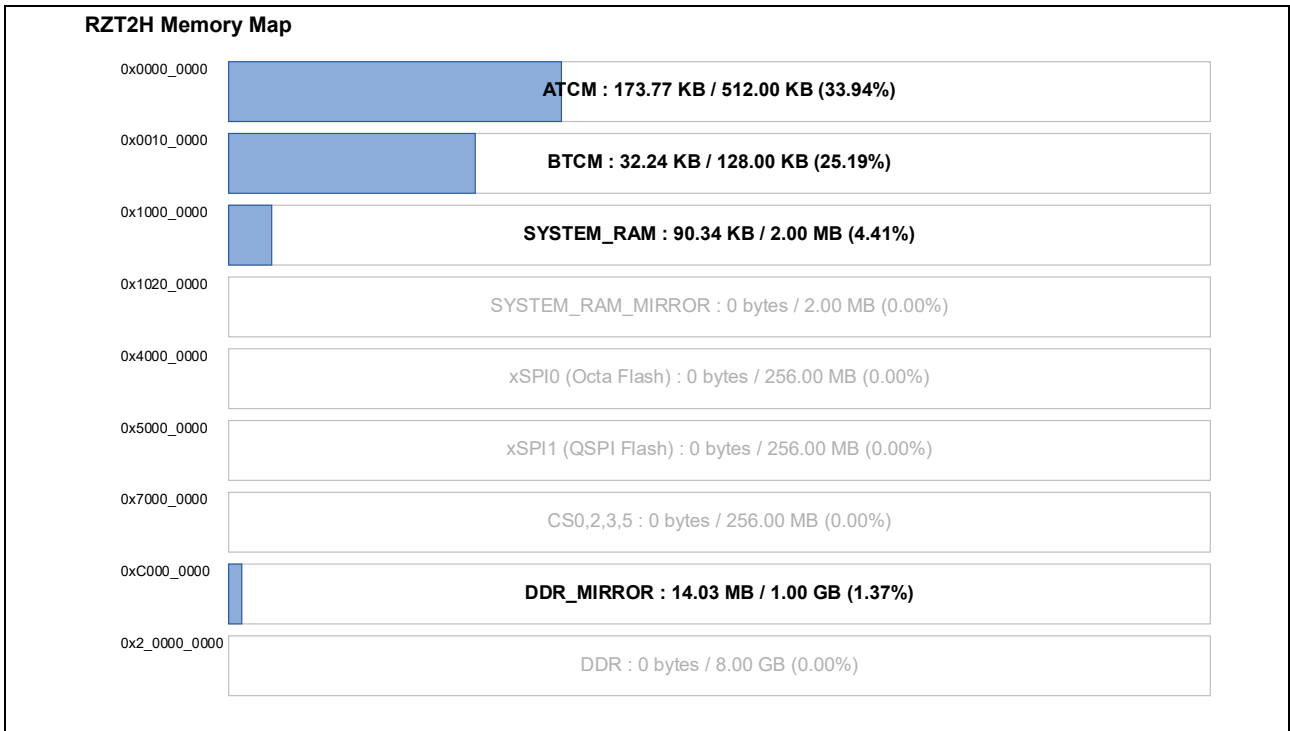 RZT2H Memory Map
0x0000_0000
ATCM : 173.77 KB / 512.00 KB (33.94%)
0x0010_0000
BTCM : 32.24 KB / 128.00 KB (25.19%)
0x1000_0000
SYSTEM_RAM : 90.34 KB / 2.00 MB (4.41%)
0x1020_0000
SYSTEM_RAM_MIRROR : 0 bytes / 2.00 MB (0.00%)
0x4000_0000
xSPI0 (Octa Flash) : 0 bytes / 256.00 MB (0.00%)
0x5000_0000
xSPI1 (QSPI Flash) : 0 bytes / 256.00 MB (0.00%)
0x7000_0000
CS0,2,3,5 : 0 bytes / 256.00 MB (0.00%)
0xC000_0000
DDR_MIRROR : 14.03 MB / 1.00 GB (1.37%)
0x2_0000_0000
DDR : 0 bytes / 8.00 GB (0.00%)